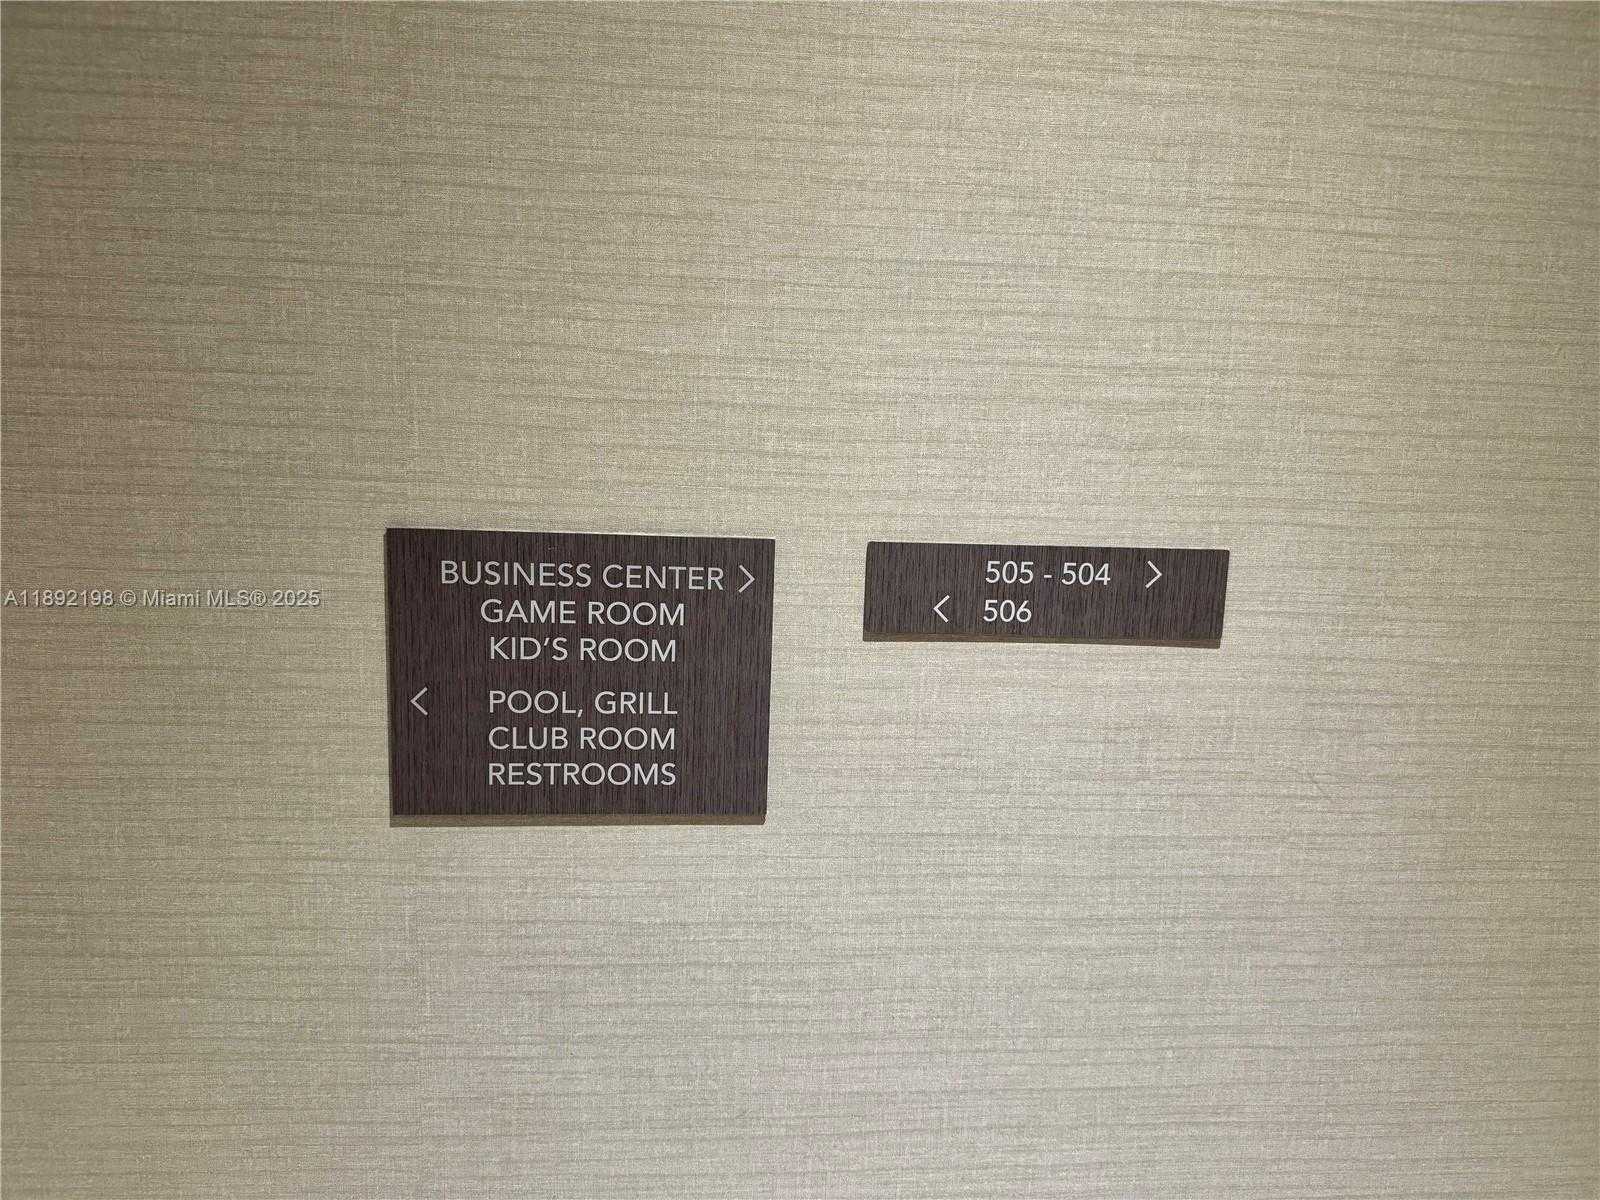 BUSINESS CENTER >
GAME ROOM
KID'S ROOM
< POOL, GRILL
CLUB ROOM
RESTROOMS
505 - 504 >
< 506
A11892198 © Miami MLS® 2025